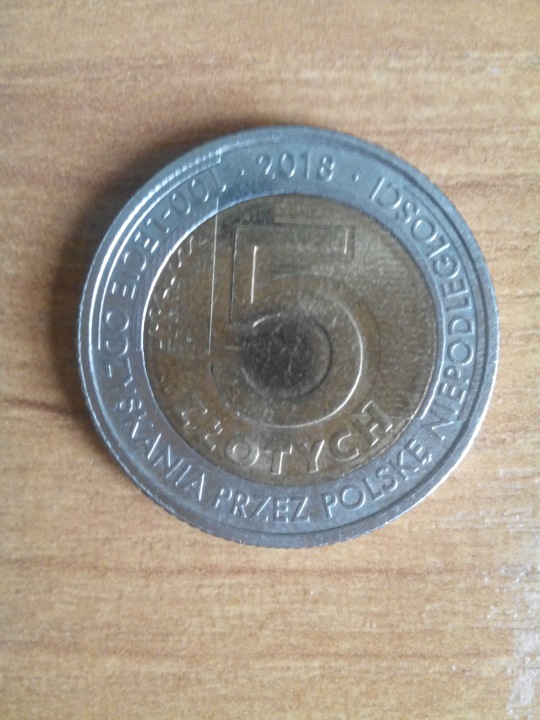 5
ZŁOTYCH
100-LECIE ODZYSKANIA PRZEZ POLSKĘ NIEPODLEGŁOŚCI · 2018 ·